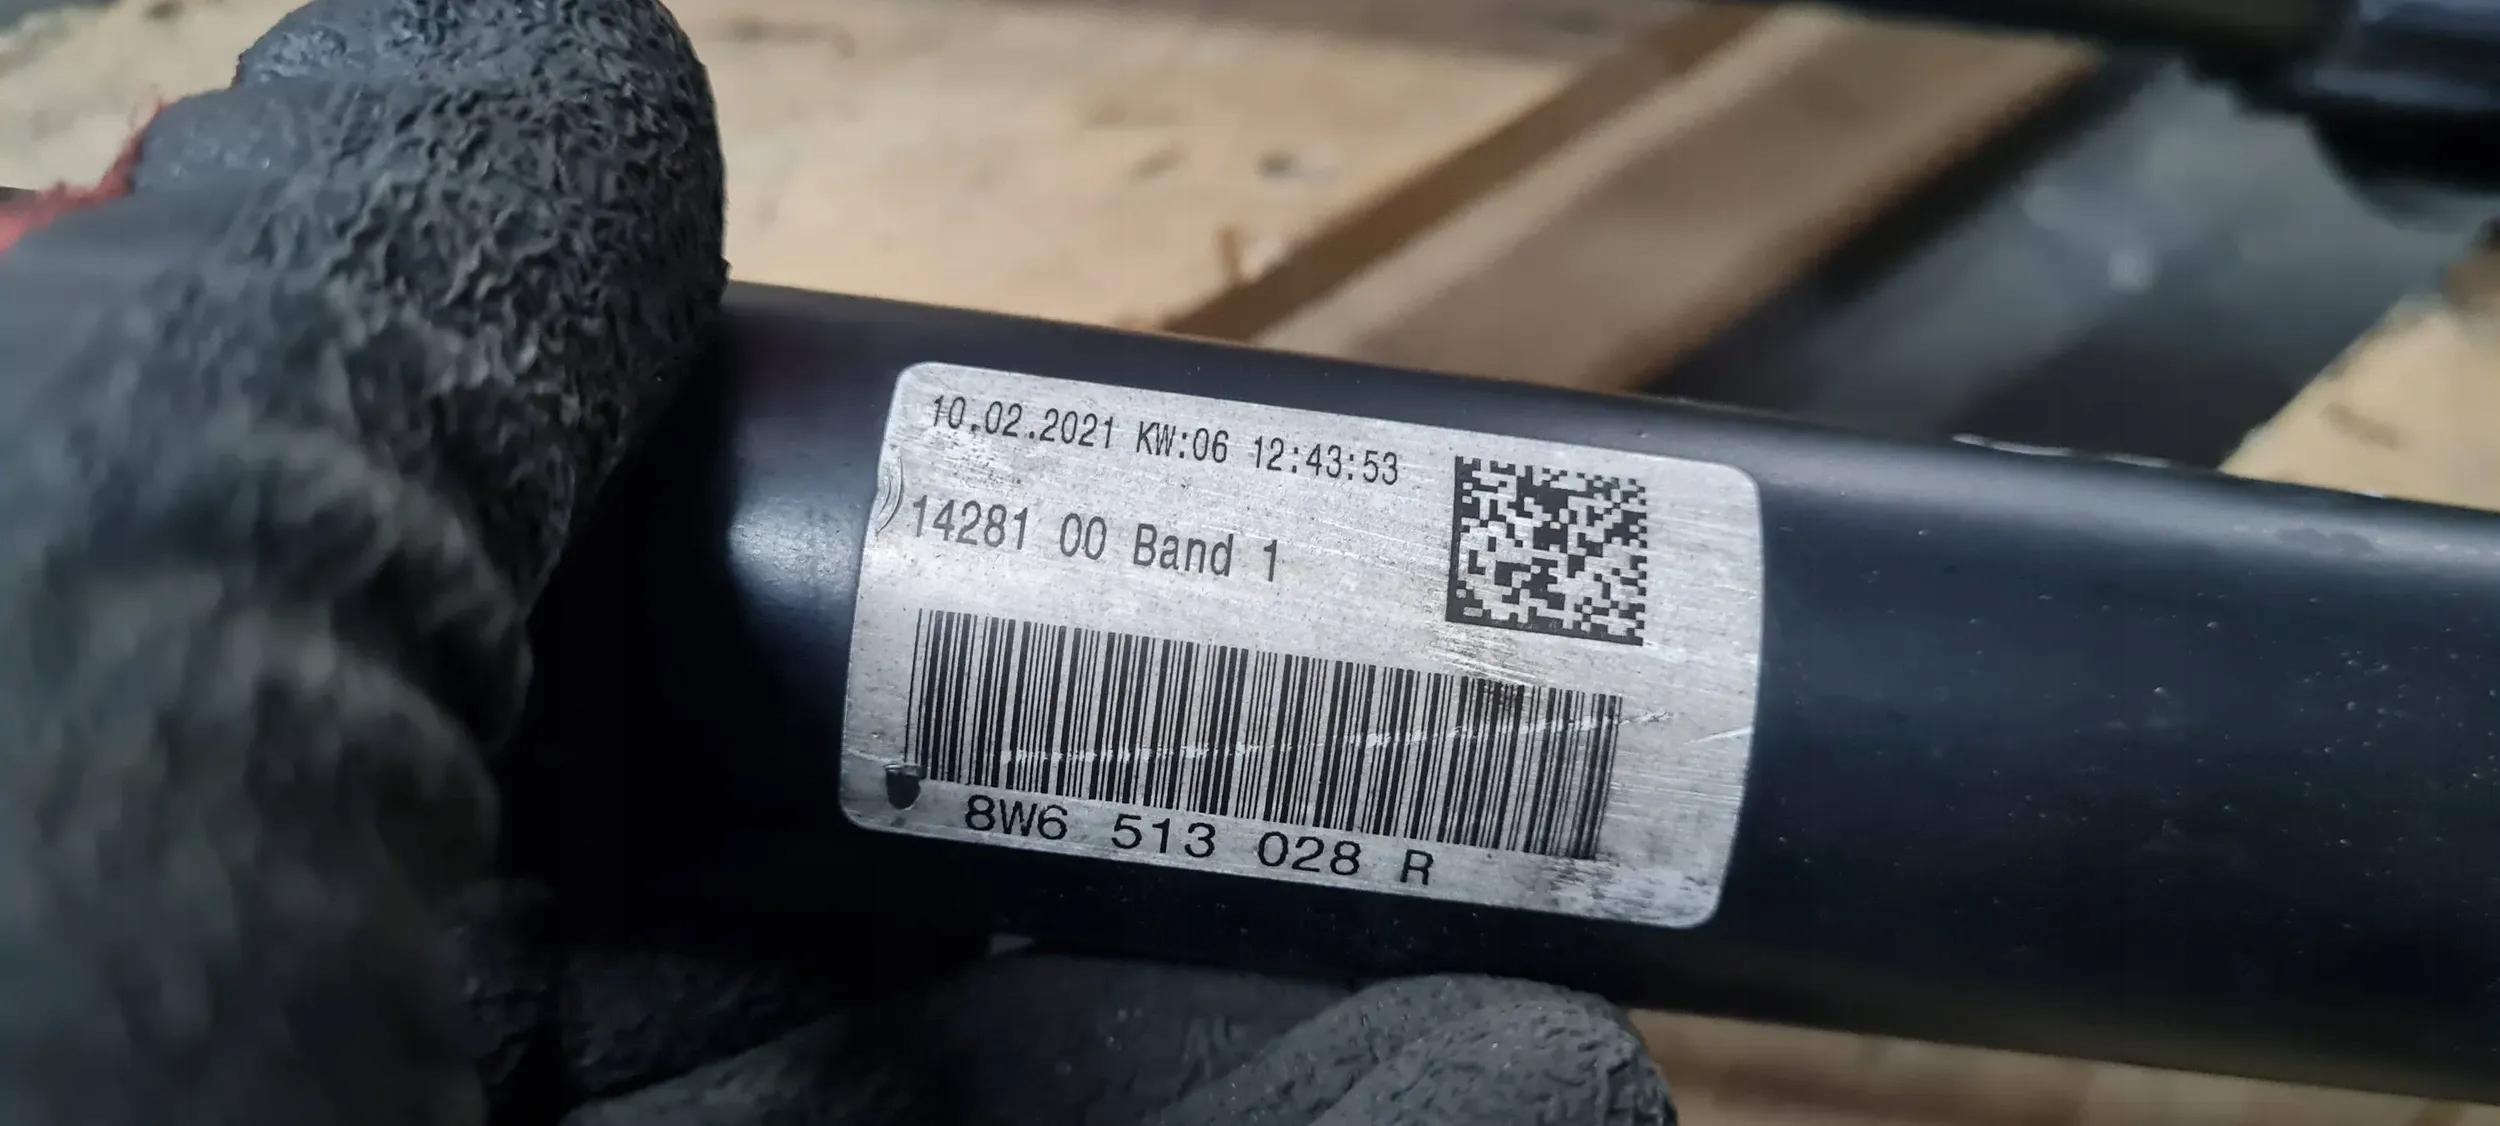 10.02.2021 KW:06 12:43:53
14281 00 Band 1
8W6 513 028 R